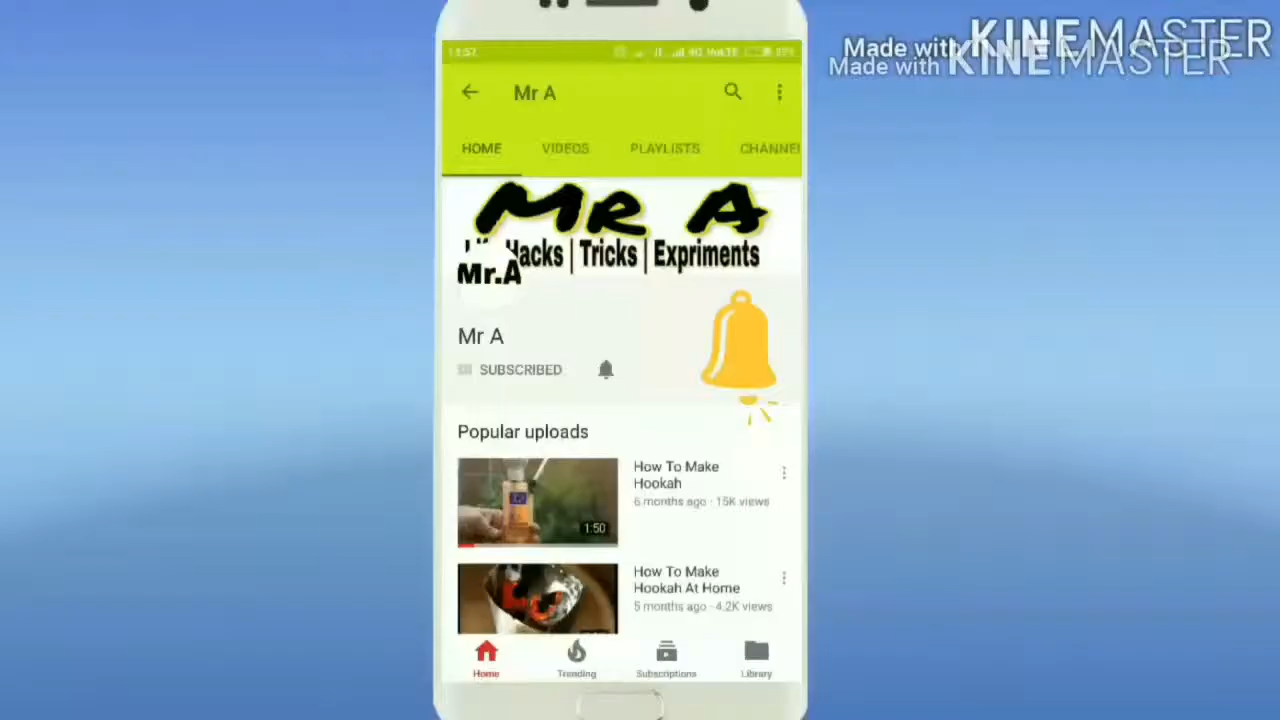 Made with KINEMASTER
Made with KINEMASTER
Mr A
HOME VIDEOS PLAYLISTS CHANNE
Mr A
Hacks | Tricks | Expriments
Mr.A
Mr A
SUBSCRIBED
Popular uploads
How To Make
Hookah
6 months ago · 15K views
1:50
How To Make
Hookah At Home
5 months ago · 4.2K views
Home Trending Subscriptions Library